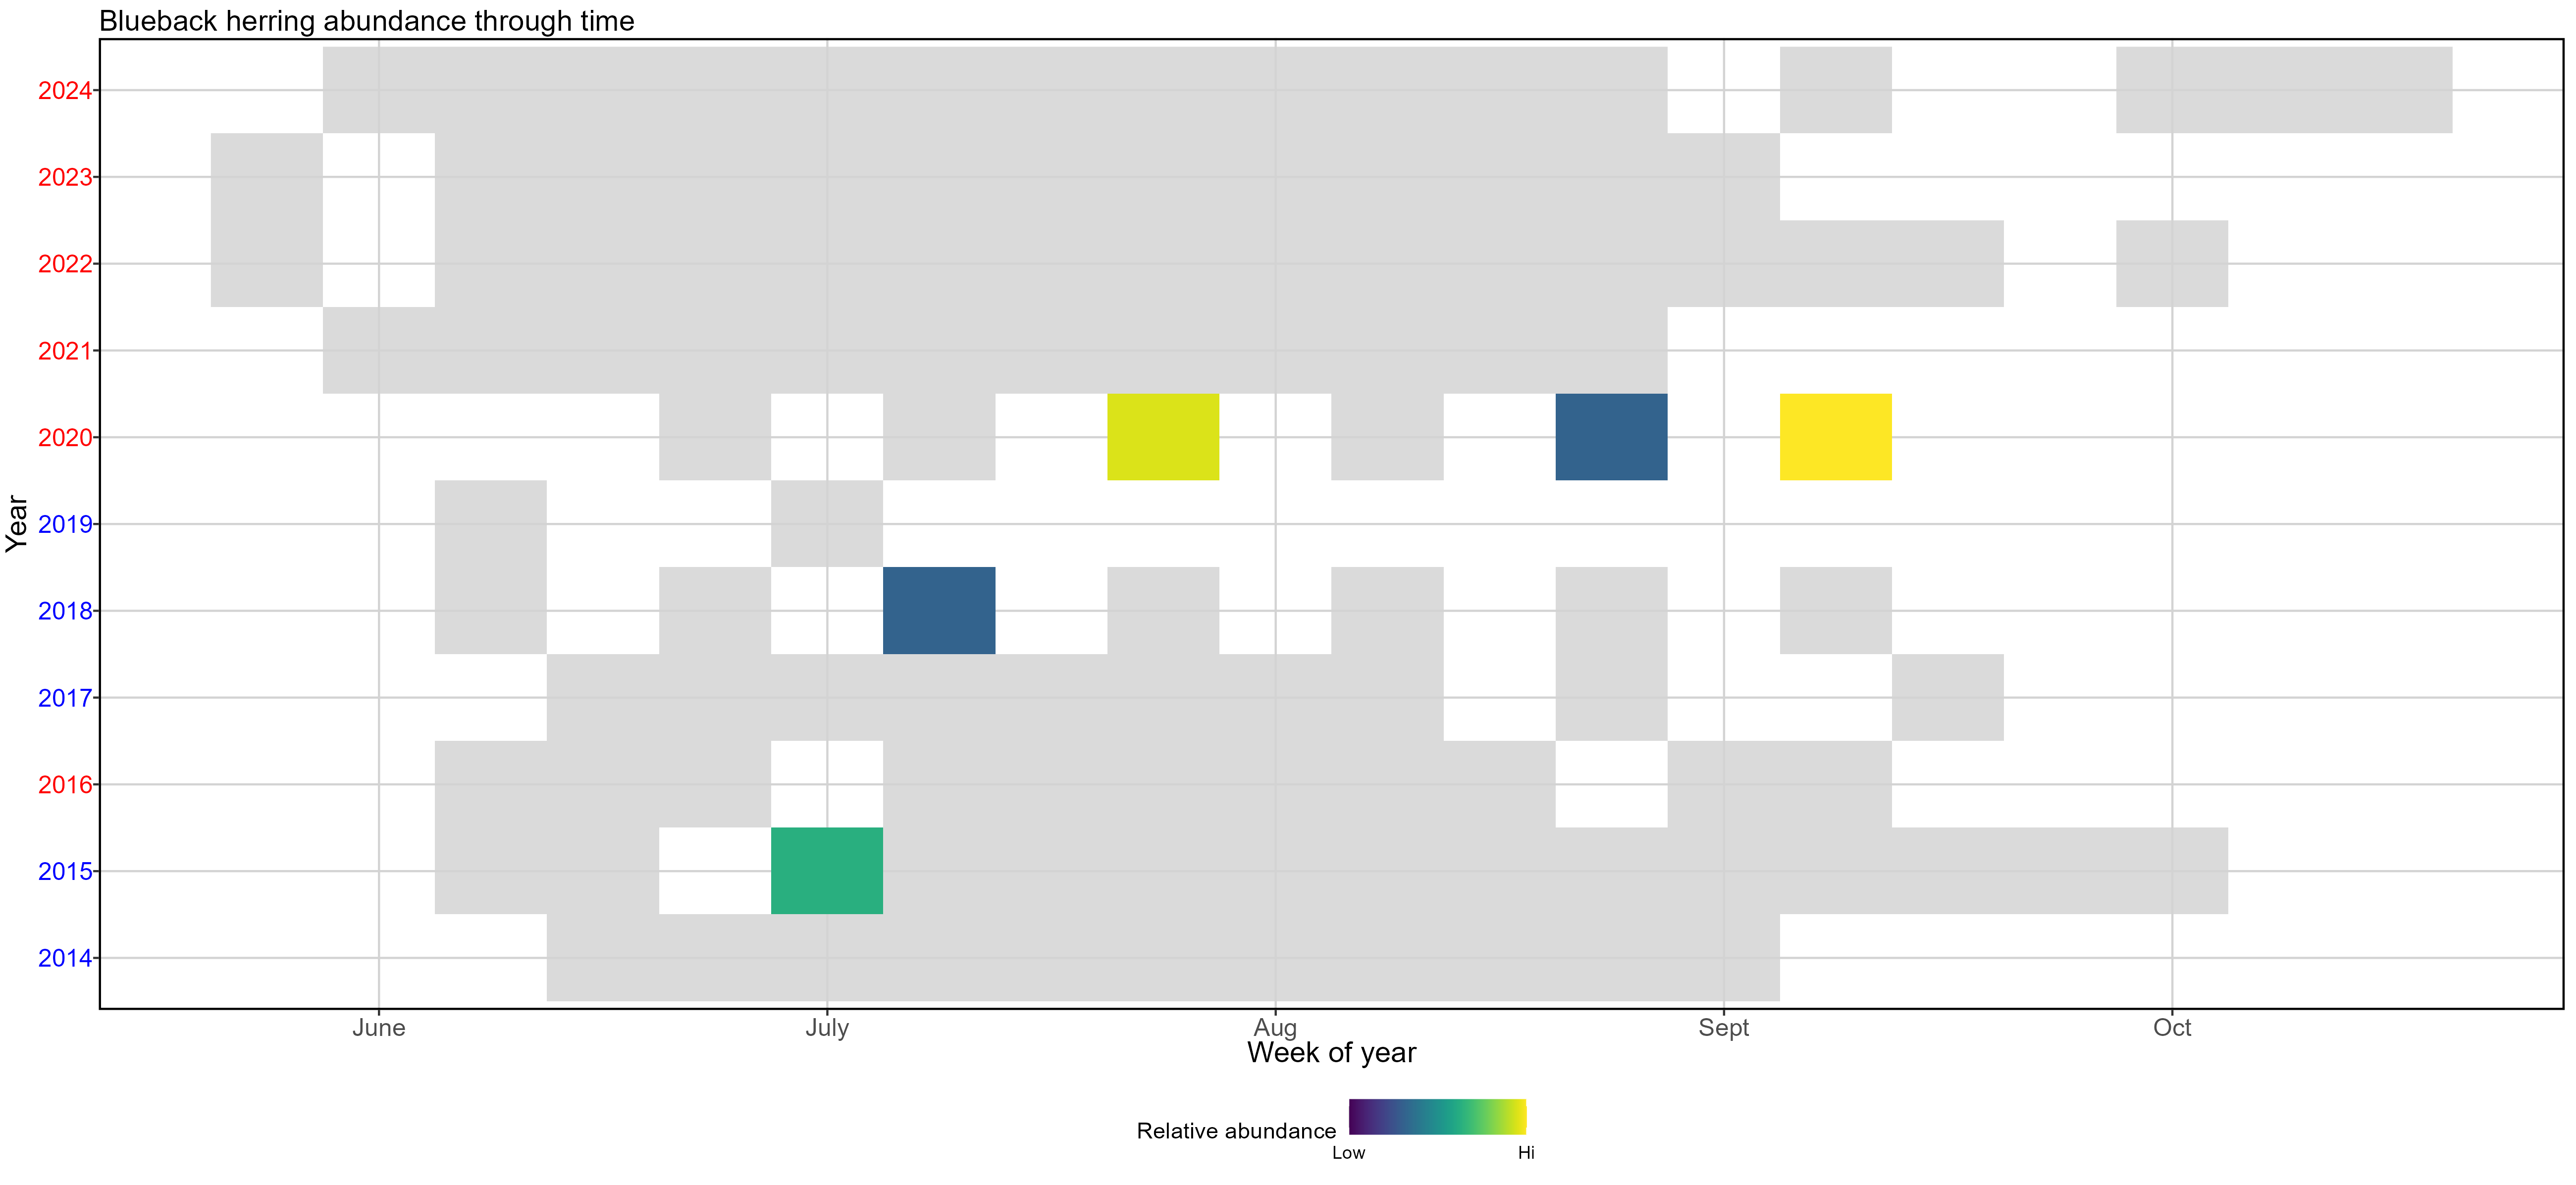 Blueback herring abundance through time
2024
2023
2022
2021
2020
2019
2018
2017
2016
2015
2014
Year
June July Aug Sept Oct
Week of year
Relative abundance
Low Hi